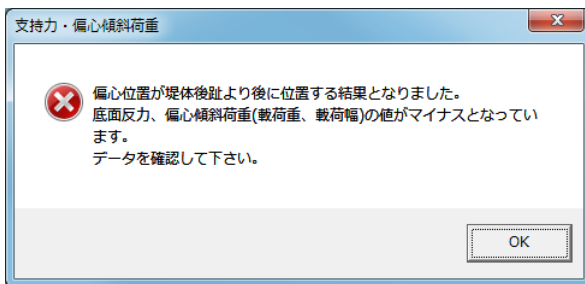 支持力・偏心傾斜荷重
偏心位置が堤体後趾より後に位置する結果となりました。
底面反力、偏心傾斜荷重(載荷重、載荷幅)の値がマイナスとなってい
ます。
データを確認して下さい。
OK